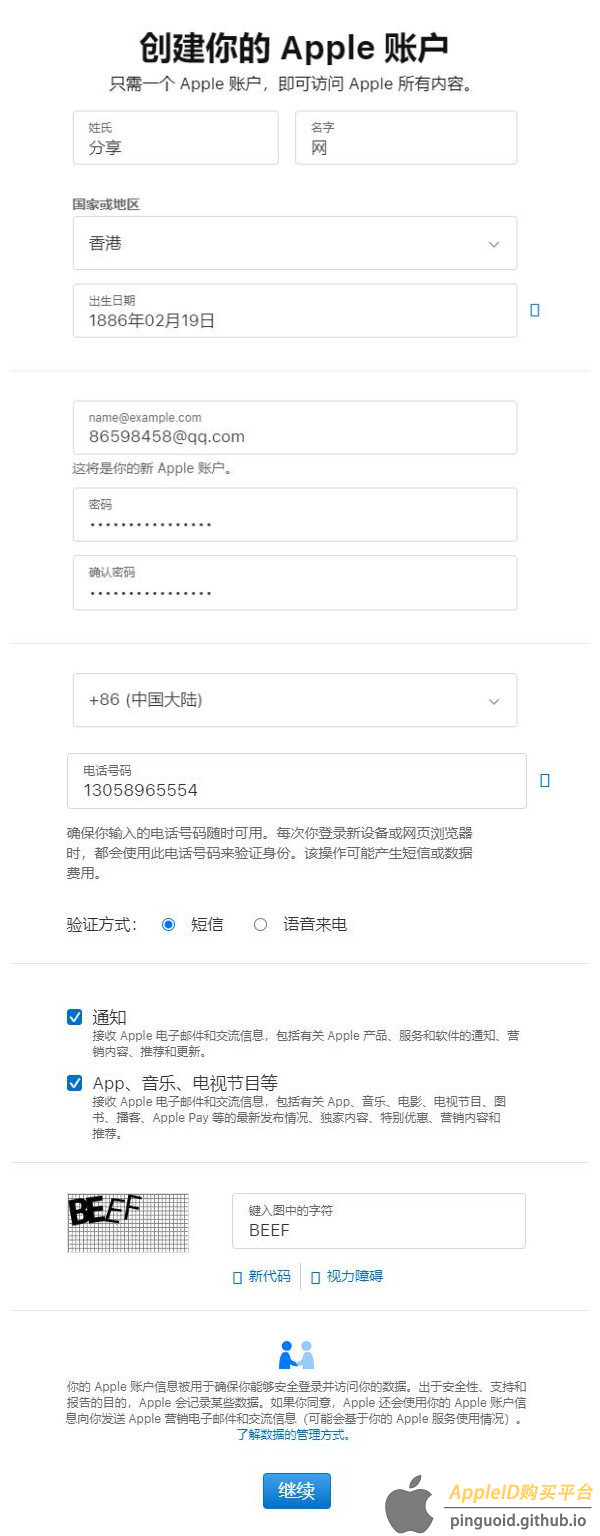 创建你的 Apple 账户
只需一个 Apple 账户，即可访问 Apple 所有内容。
姓氏
分享
名字
网
国家或地区
香港
出生日期
1886年02月19日
name@example.com
86598458@qq.com
这将是你的新 Apple 账户。
密码
••••••••••••••••
确认密码
••••••••••••••••
+86 (中国大陆)
电话号码
13058965554
确保你输入的电话号码随时可用。每次你登录新设备或网页浏览器
时，都会使用此电话号码来验证身份。该操作可能产生短信或数据
费用。
验证方式： 短信 语音来电
通知
接收 Apple 电子邮件和交流信息，包括有关 Apple 产品、服务和软件的通知、营
销内容、推荐和更新。
App、音乐、电视节目等
接收 Apple 电子邮件和交流信息，包括有关 App、音乐、电影、电视节目、图
书、播客、Apple Pay 等的最新发布情况、独家内容、特别优惠、营销内容和
推荐。
BEEF
键入图中的字符
BEEF
新代码 视力障碍
你的 Apple 账户信息被用于确保你能够安全登录并访问你的数据。出于安全性、支持和
报告的目的，Apple 会记录某些数据。如果你同意，Apple 还会使用你的 Apple 账户信
息向你发送 Apple 营销电子邮件和交流信息（可能会基于你的 Apple 服务使用情况）。
了解数据的管理方式。
继续
AppleID购买平台
pinguoid.github.io